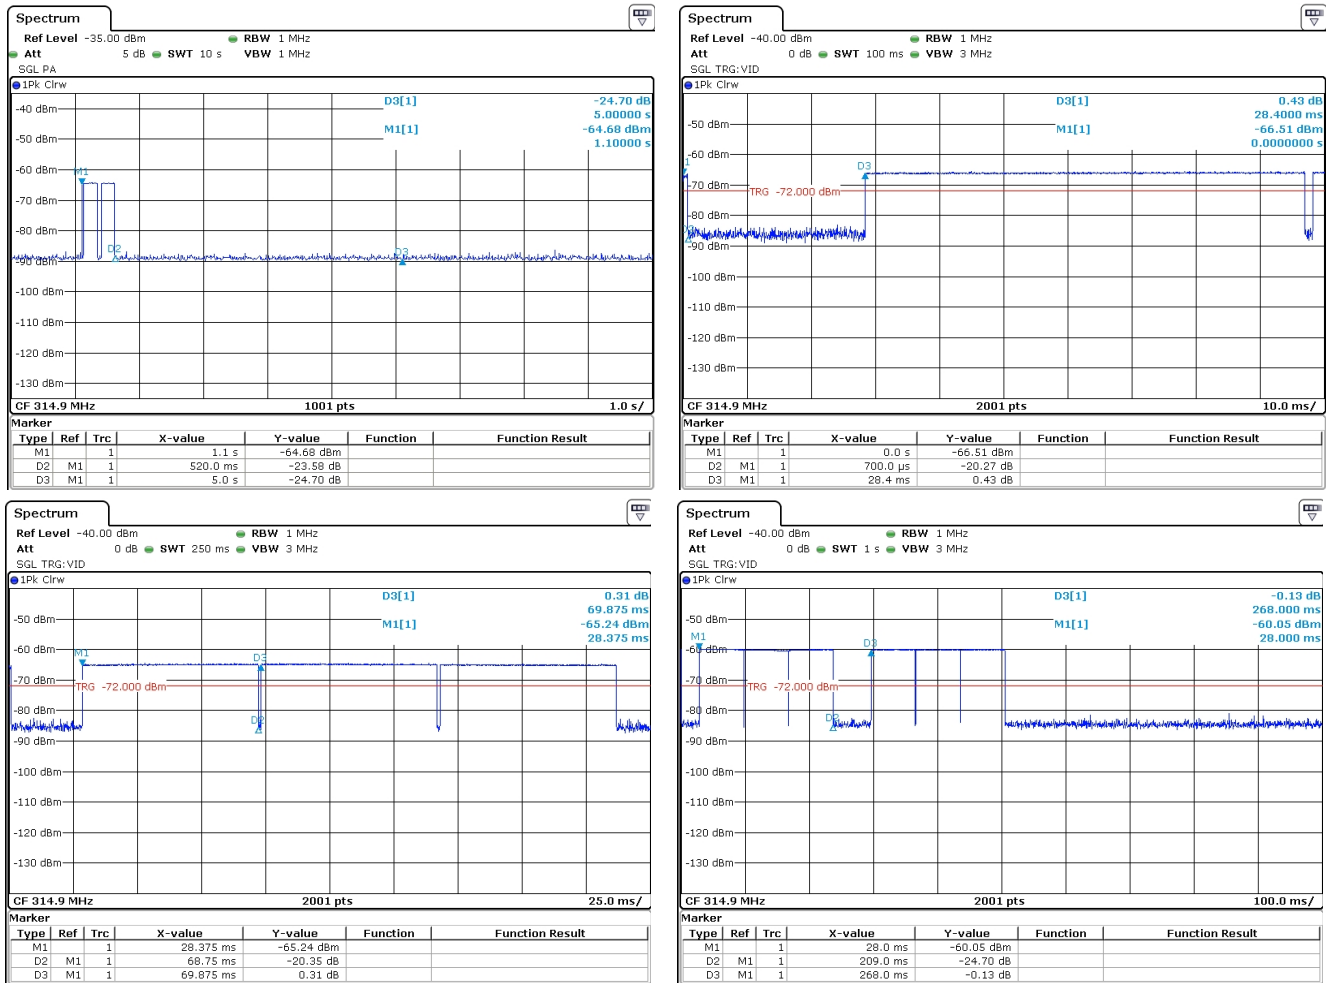 Spectrum
Ref Level -35.00 dBm RBW 1 MHz
Att 5 dB SWT 10 s VBW 1 MHz
SGL PA
1Pk Clrw
D3[1] -24.70 dB
5.00000 s
M1[1] -64.68 dBm
1.10000 s
-40 dBm
-50 dBm
-60 dBm
M1
-70 dBm
-80 dBm
D2
D3
-90 dBm
-100 dBm
-110 dBm
-120 dBm
-130 dBm
CF 314.9 MHz 1001 pts 1.0 s/
Marker
Type Ref Trc X-value Y-value Function Function Result
M1 1 1.1 s -64.68 dBm
D2 M1 1 520.0 ms -23.58 dB
D3 M1 1 5.0 s -24.70 dB
Spectrum
Ref Level -40.00 dBm RBW 1 MHz
Att 0 dB SWT 100 ms VBW 3 MHz
SGL TRG:VID
1Pk Clrw
D3[1] 0.43 dB
28.4000 ms
M1[1] -66.51 dBm
0.0000000 s
-50 dBm
-60 dBm
1
D3
-70 dBm
TRG -72.000 dBm
-80 dBm
-90 dBm
-100 dBm
-110 dBm
-120 dBm
-130 dBm
CF 314.9 MHz 2001 pts 10.0 ms/
Marker
Type Ref Trc X-value Y-value Function Function Result
M1 1 0.0 s -66.51 dBm
D2 M1 1 700.0 µs -20.27 dB
D3 M1 1 28.4 ms 0.43 dB
Spectrum
Ref Level -40.00 dBm RBW 1 MHz
Att 0 dB SWT 250 ms VBW 3 MHz
SGL TRG:VID
1Pk Clrw
D3[1] 0.31 dB
69.875 ms
M1[1] -65.24 dBm
28.375 ms
-50 dBm
-60 dBm
M1
D3
-70 dBm
TRG -72.000 dBm
-80 dBm
D2
-90 dBm
-100 dBm
-110 dBm
-120 dBm
-130 dBm
CF 314.9 MHz 2001 pts 25.0 ms/
Marker
Type Ref Trc X-value Y-value Function Function Result
M1 1 28.375 ms -65.24 dBm
D2 M1 1 68.75 ms -20.35 dB
D3 M1 1 69.875 ms 0.31 dB
Spectrum
Ref Level -40.00 dBm RBW 1 MHz
Att 0 dB SWT 1 s VBW 3 MHz
SGL TRG:VID
1Pk Clrw
D3[1] -0.13 dB
268.000 ms
M1[1] -60.05 dBm
28.000 ms
-50 dBm
M1
D3
-60 dBm
-70 dBm
TRG -72.000 dBm
-80 dBm
D2
-90 dBm
-100 dBm
-110 dBm
-120 dBm
-130 dBm
CF 314.9 MHz 2001 pts 100.0 ms/
Marker
Type Ref Trc X-value Y-value Function Function Result
M1 1 28.0 ms -60.05 dBm
D2 M1 1 209.0 ms -24.70 dB
D3 M1 1 268.0 ms -0.13 dB